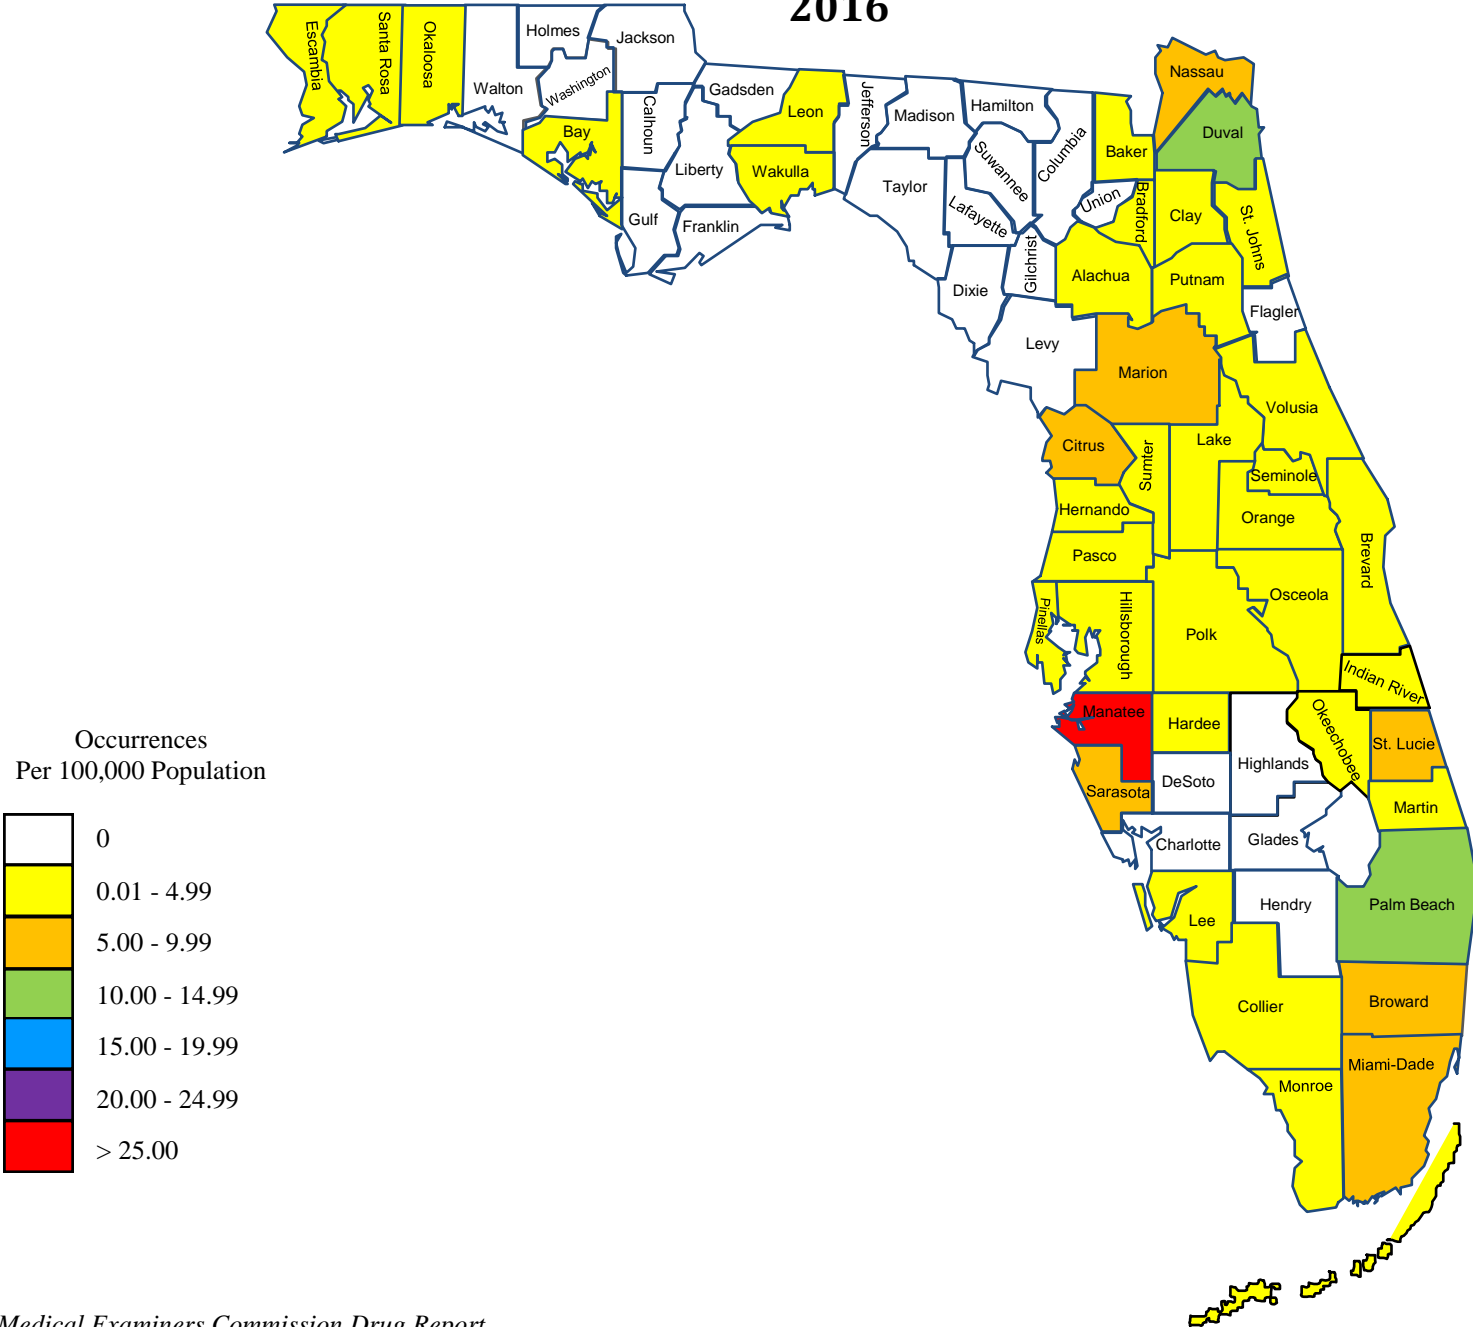 2016
Escambia
Santa Rosa
Okaloosa
Walton
Holmes
Washington
Jackson
Bay
Calhoun
Gulf
Gadsden
Liberty
Franklin
Leon
Wakulla
Jefferson
Madison
Taylor
Hamilton
Suwannee
Lafayette
Dixie
Columbia
Gilchrist
Levy
Baker
Union
Bradford
Alachua
Nassau
Duval
Clay
St. Johns
Putnam
Flagler
Marion
Volusia
Citrus
Sumter
Lake
Seminole
Hernando
Orange
Pasco
Brevard
Pinellas
Hillsborough
Polk
Osceola
Indian River
Manatee
Hardee
Highlands
Okeechobee
St. Lucie
Sarasota
DeSoto
Martin
Charlotte
Glades
Lee
Hendry
Palm Beach
Collier
Broward
Miami-Dade
Monroe
Occurrences
Per 100,000 Population
0
0.01 - 4.99
5.00 - 9.99
10.00 - 14.99
15.00 - 19.99
20.00 - 24.99
> 25.00
Medical Examiners Commission Drug Report